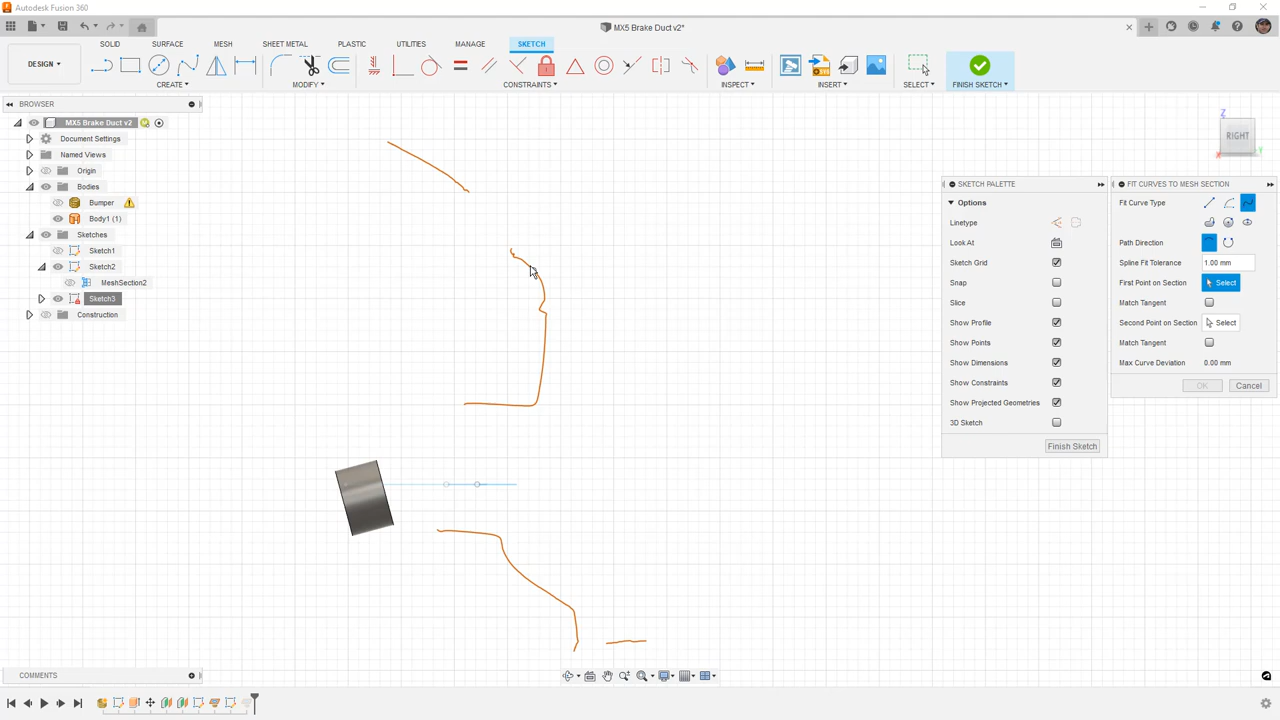 Autodesk Fusion 360
MX5 Brake Duct v2*
DESIGN
SOLID SURFACE MESH SHEET METAL PLASTIC UTILITIES MANAGE SKETCH
CREATE MODIFY CONSTRAINTS INSPECT INSERT SELECT FINISH SKETCH
BROWSER
MX5 Brake Duct v2
Document Settings
Named Views
Origin
Bodies
Bumper
Body1 (1)
Sketches
Sketch1
Sketch2
MeshSection2
Sketch3
Construction
Z
RIGHT
X
Y
SKETCH PALETTE
Options
Linetype
Look At
Sketch Grid
Snap
Slice
Show Profile
Show Points
Show Dimensions
Show Constraints
Show Projected Geometries
3D Sketch
Finish Sketch
FIT CURVES TO MESH SECTION
Fit Curve Type
Path Direction
Spline Fit Tolerance 1.00 mm
First Point on Section Select
Match Tangent
Second Point on Section Select
Match Tangent
Max Curve Deviation 0.00 mm
OK Cancel
COMMENTS